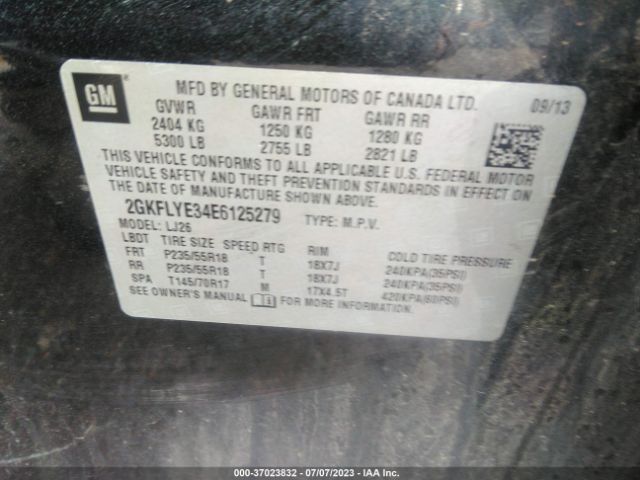 GM
MFD BY GENERAL MOTORS OF CANADA LTD. 09/13
GVWR GAWR FRT GAWR RR
2404 KG 1250 KG 1280 KG
5300 LB 2755 LB 2821 LB
THIS VEHICLE CONFORMS TO ALL APPLICABLE U.S. FEDERAL MOTOR
VEHICLE SAFETY AND THEFT PREVENTION STANDARDS IN EFFECT ON
THE DATE OF MANUFACTURE SHOWN ABOVE.
2GKFLYE34E6125279 TYPE: M.P.V.
MODEL: LJ26
LBDT TIRE SIZE SPEED RTG RIM COLD TIRE PRESSURE
FRT P235/55R18 T 18X7J 240KPA(35PSI)
RR P235/55R18 T 18X7J 240KPA(35PSI)
SPA T145/70R17 M 17X4.5T 420KPA(60PSI)
SEE OWNER'S MANUAL FOR MORE INFORMATION.
000-37023832 - 07/07/2023 - IAA Inc.